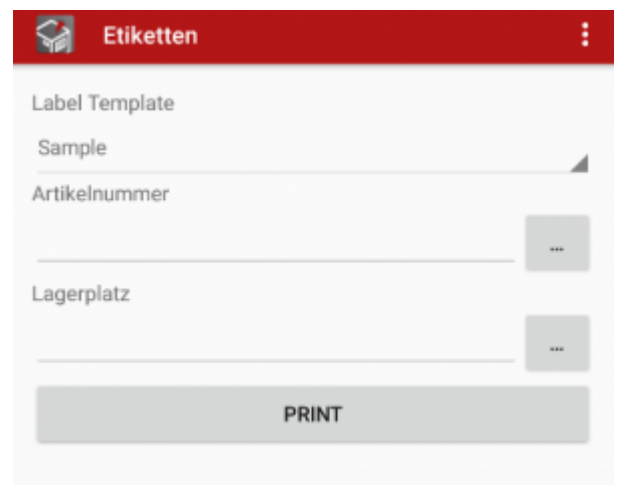 Etiketten
Label Template
Sample
Artikelnummer
...
Lagerplatz
...
PRINT